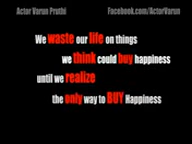 Actor Varun Pruthi Facebook.com/ActorVarun
We waste our life on things
we think could buy happiness
until we realize
the only way to BUY Happiness